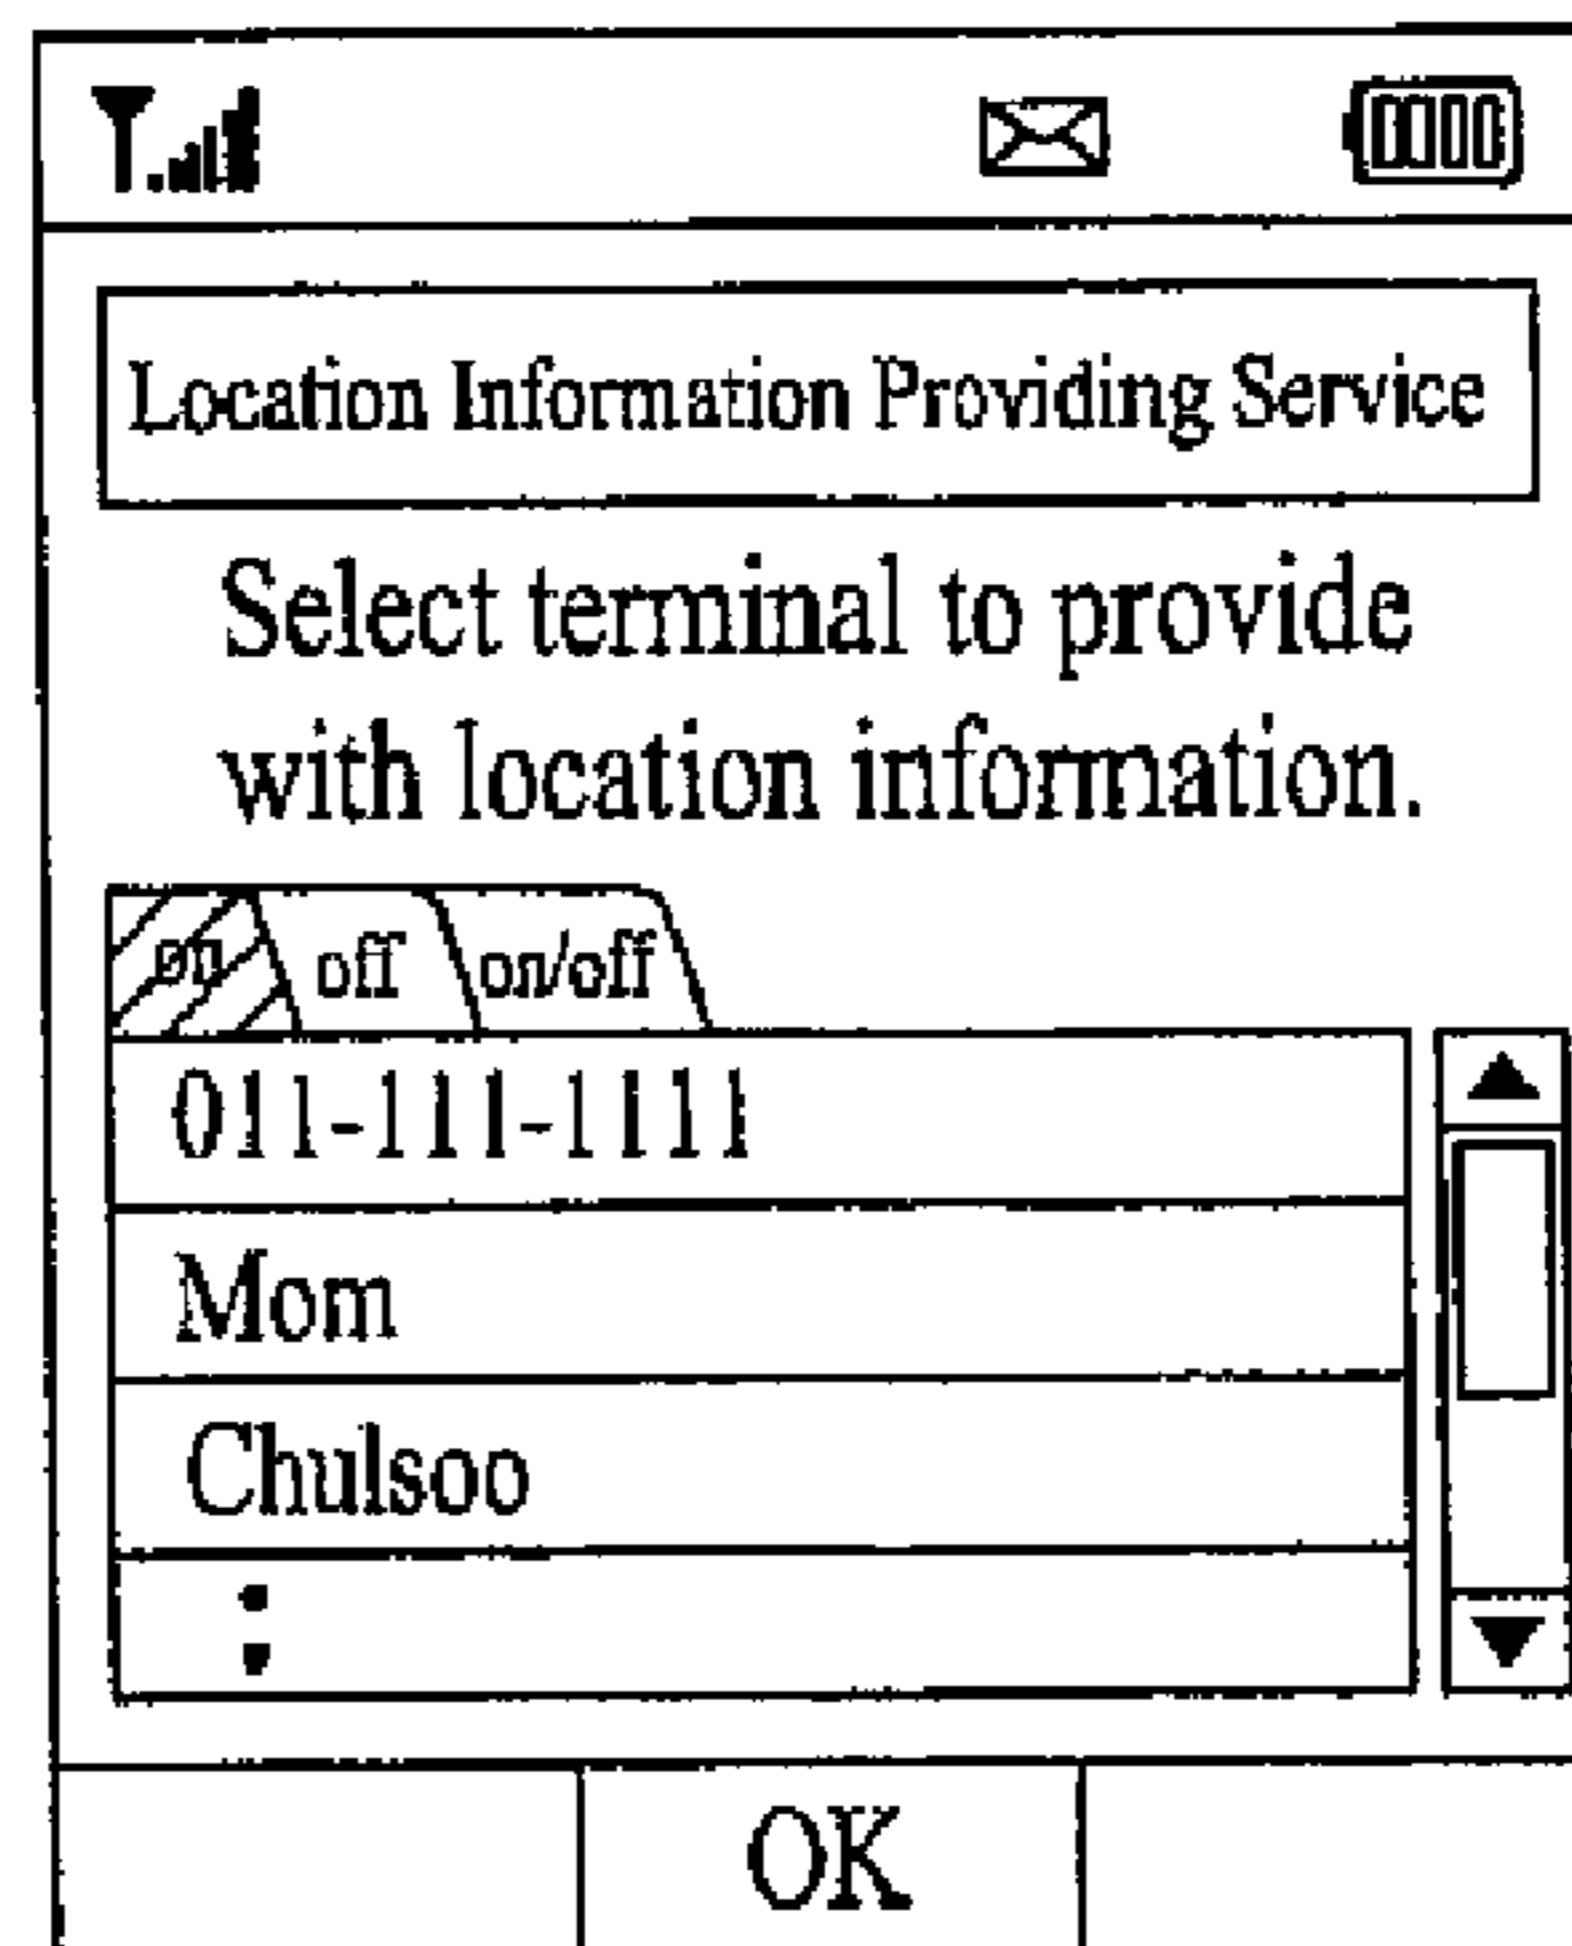 Location Information Providing Service
Select terminal to provide
with location information.
on off on/off
011-111-1111
Mom
Chulsoo
:
OK